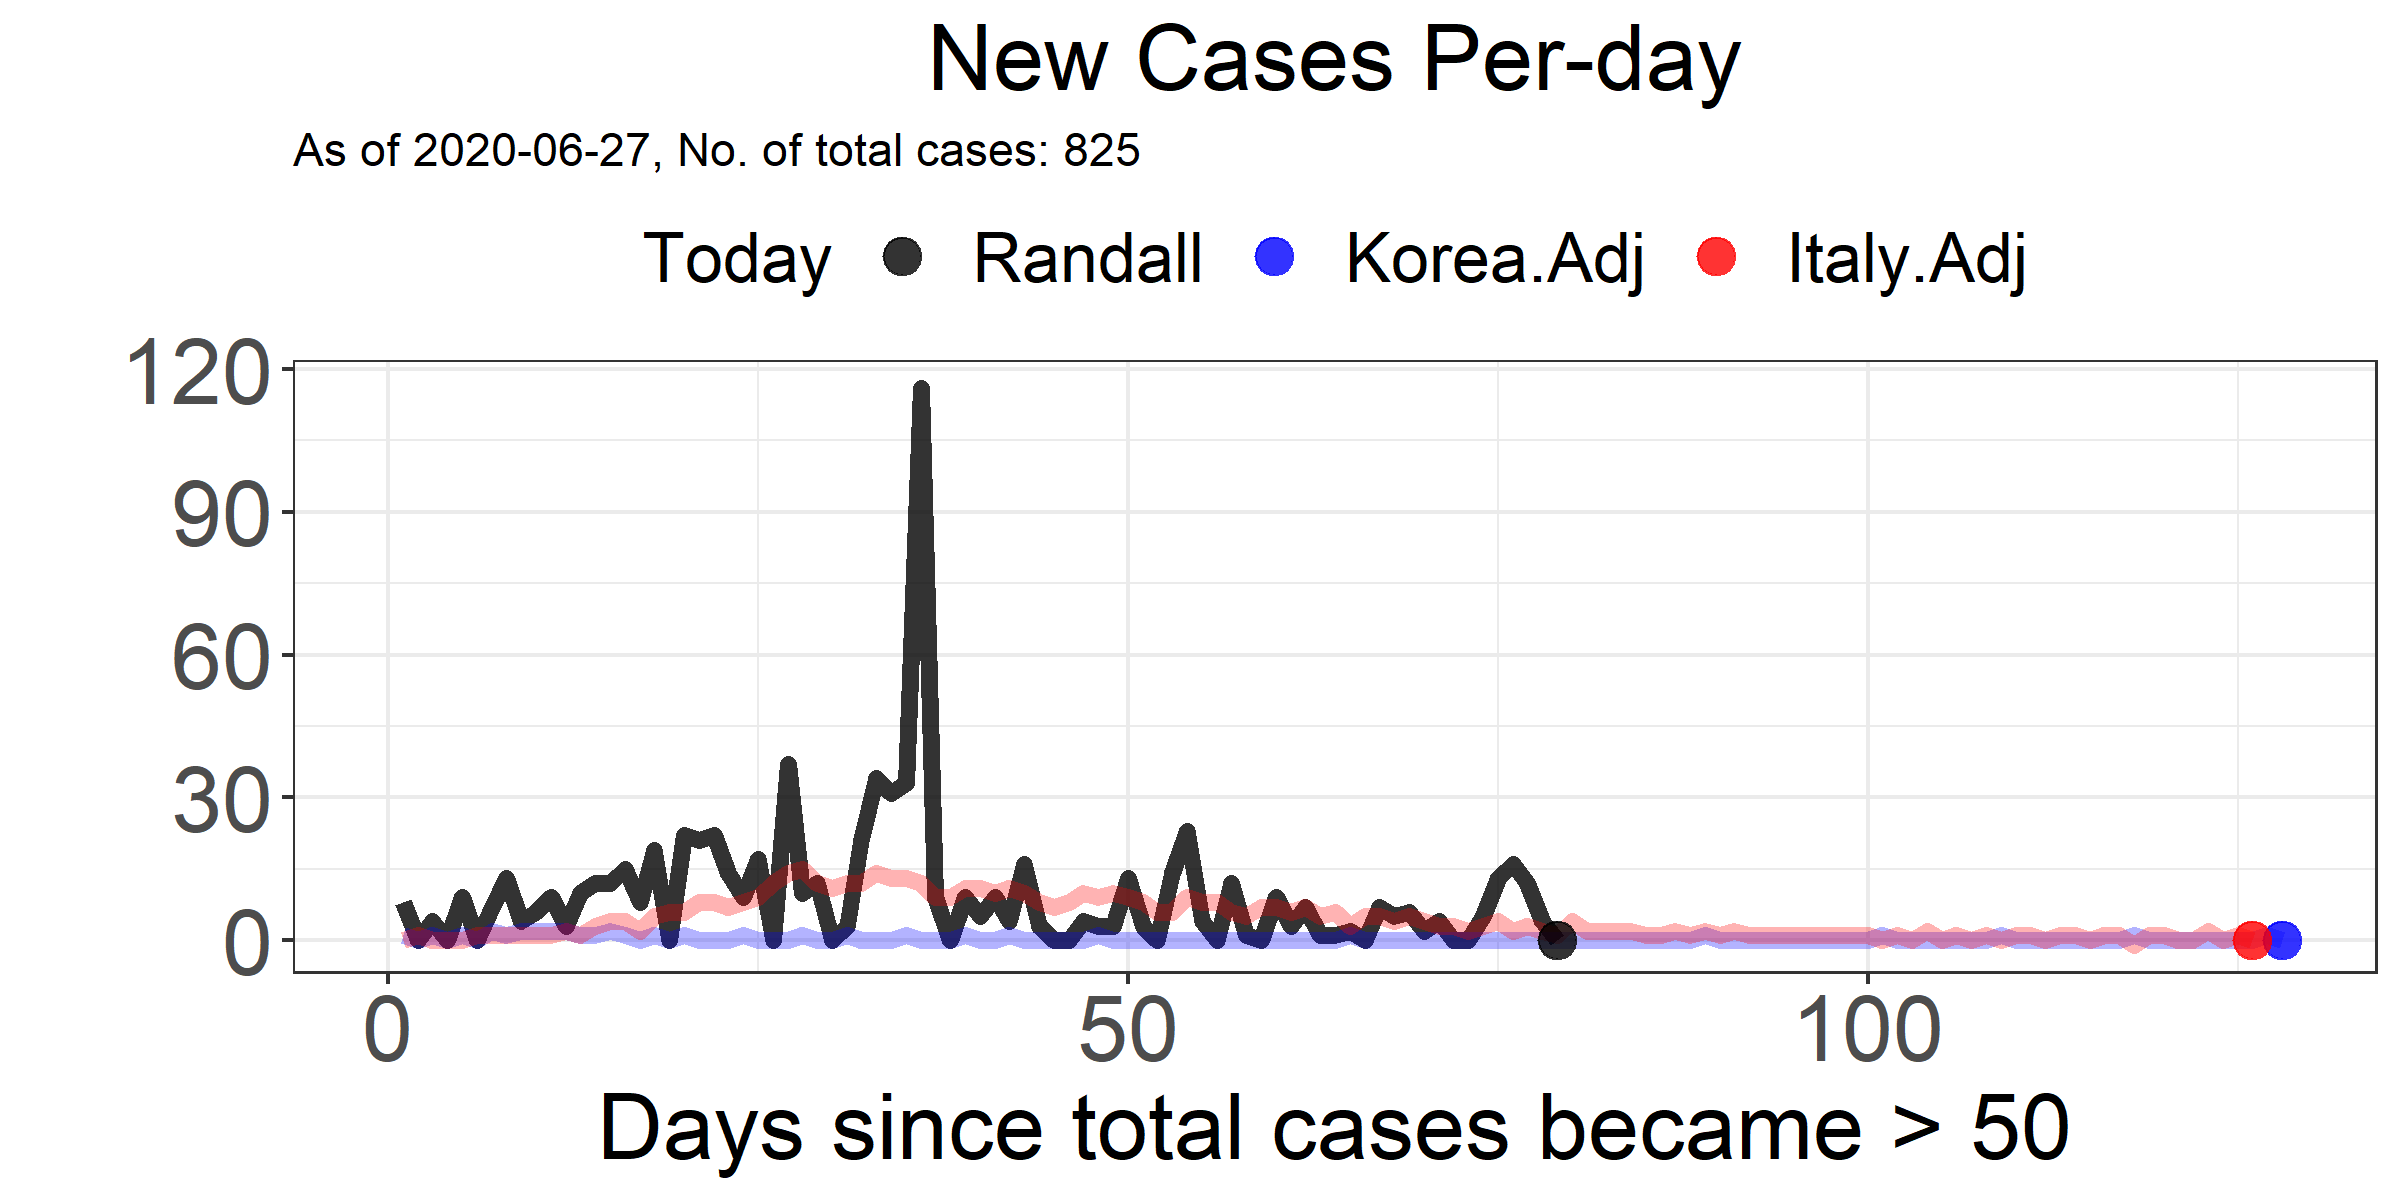 New Cases Per-day
As of 2020-06-27, No. of total cases: 825
Today Randall Korea.Adj Italy.Adj
120
90
60
30
0
0 50 100
Days since total cases became > 50